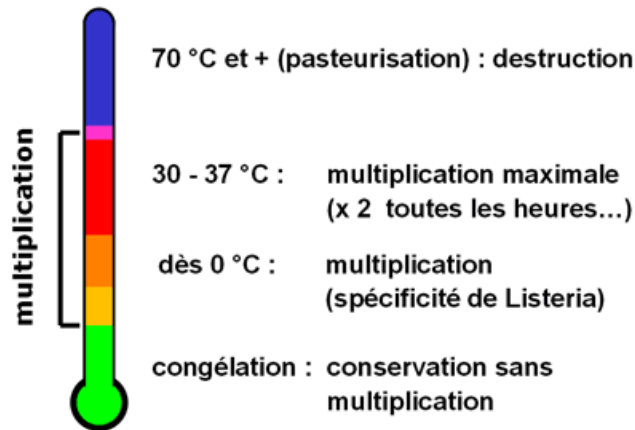 70 °C et + (pasteurisation) : destruction
multiplication
30 - 37 °C : multiplication maximale
(x 2 toutes les heures...)
dès 0 °C : multiplication
(spécificité de Listeria)
congélation : conservation sans
multiplication